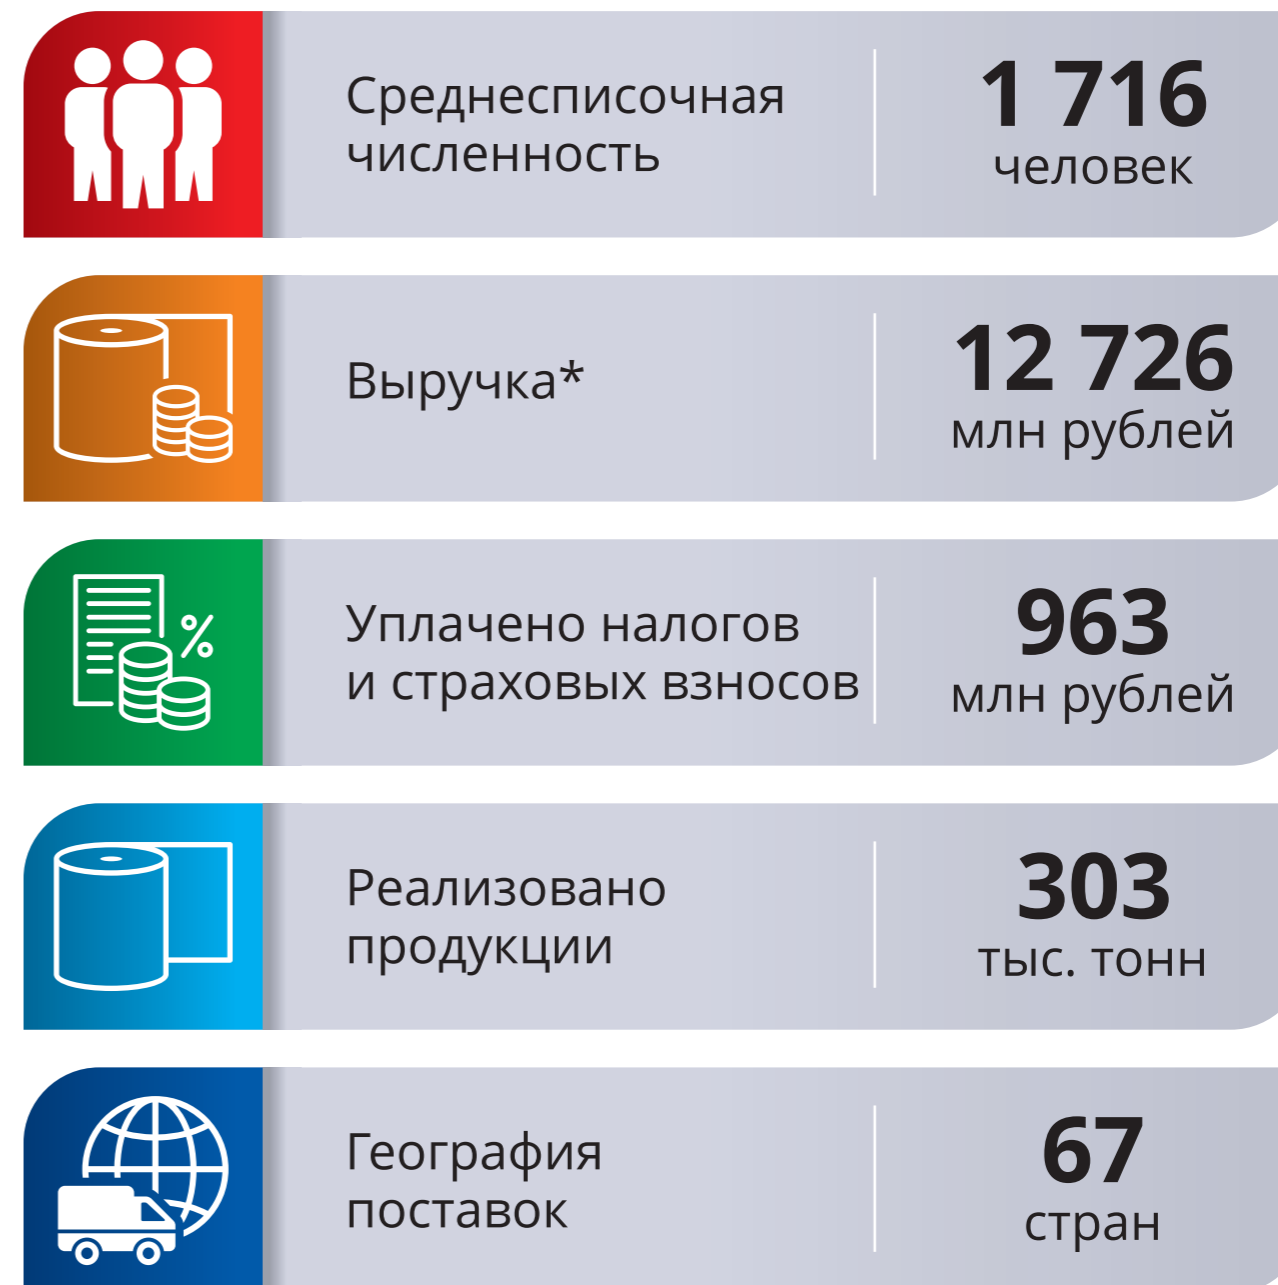 Среднесписочная
численность
1 716
человек
Выручка*
12 726
млн рублей
%
Уплачено налогов
и страховых взносов
963
млн рублей
Реализовано
продукции
303
тыс. тонн
География
поставок
67
стран